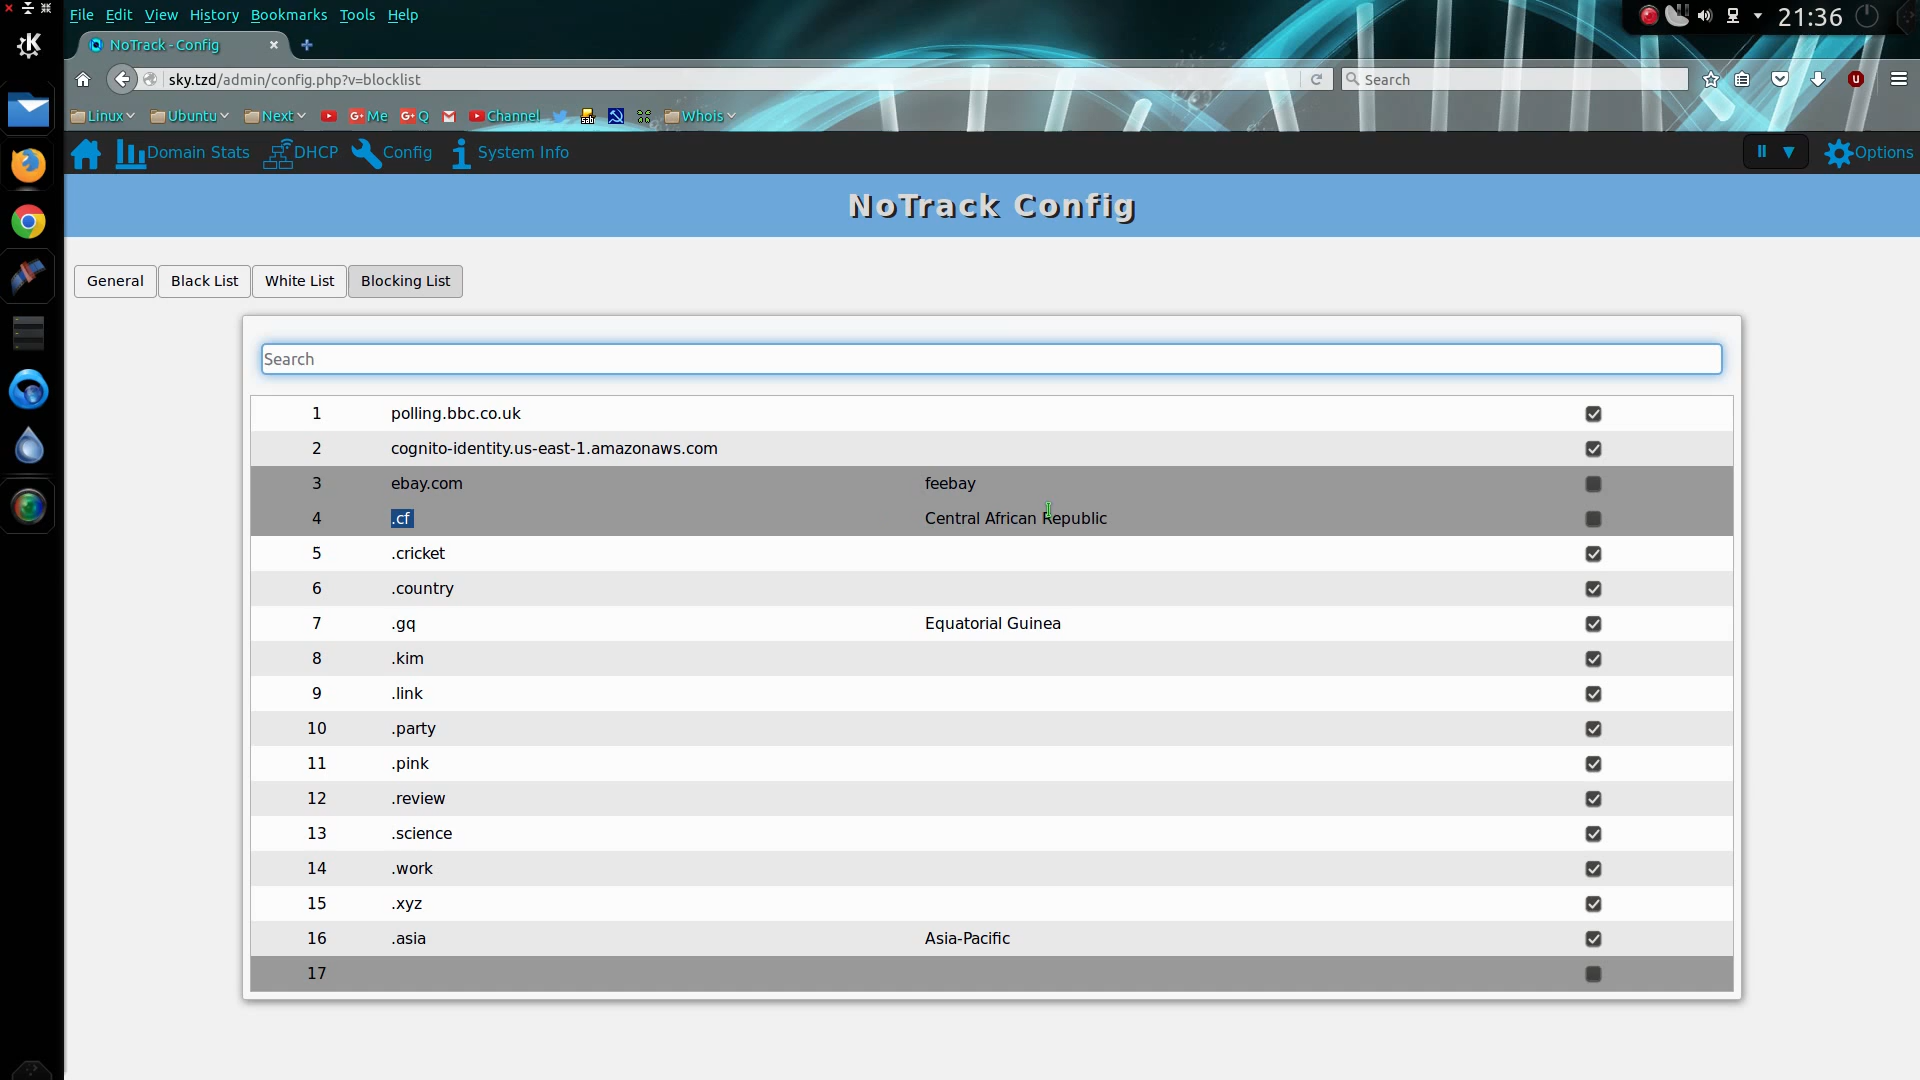 File Edit View History Bookmarks Tools Help
21:36
NoTrack - Config
sky.tzd/admin/config.php?v=blocklist
Search
Linux Ubuntu Next G+ Me G+ Q Channel sab Whois
Domain Stats DHCP Config System Info Options
NoTrack Config
General Black List White List Blocking List
Search
1 polling.bbc.co.uk
2 cognito-identity.us-east-1.amazonaws.com
3 ebay.com feebay
4 .cf Central African Republic
5 .cricket
6 .country
7 .gq Equatorial Guinea
8 .kim
9 .link
10 .party
11 .pink
12 .review
13 .science
14 .work
15 .xyz
16 .asia Asia-Pacific
17